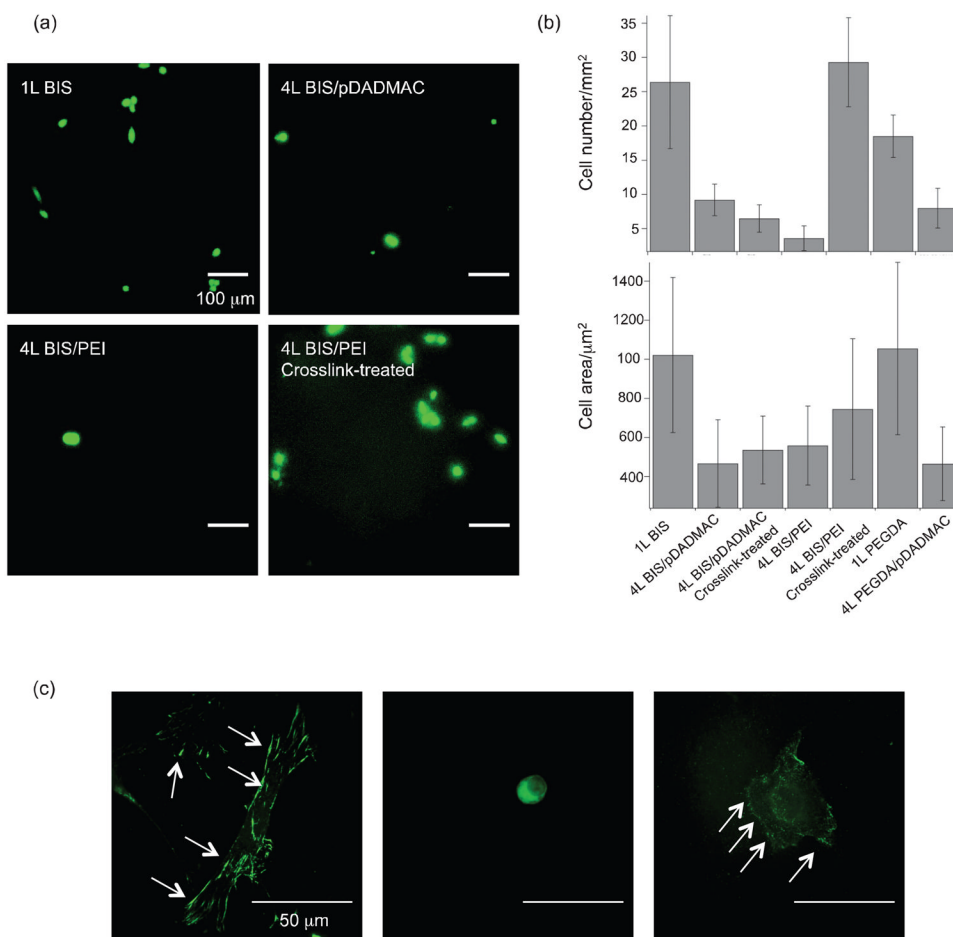 (a)
1L BIS
100 μm
4L BIS/pDADMAC
4L BIS/PEI
4L BIS/PEI
Crosslink-treated
(b)
Cell number/mm²
35
30
25
20
15
10
5
Cell area/μm²
1400
1200
100
800
600
400
1L BIS
4L BIS/pDADMAC
4L BIS/pDADMAC
Crosslink-treated
4L BIS/PEI
4L BIS/PEI
Crosslink-treated
1L PEGDA
4L PEGDA/pDADMAC
(c)
50 μm